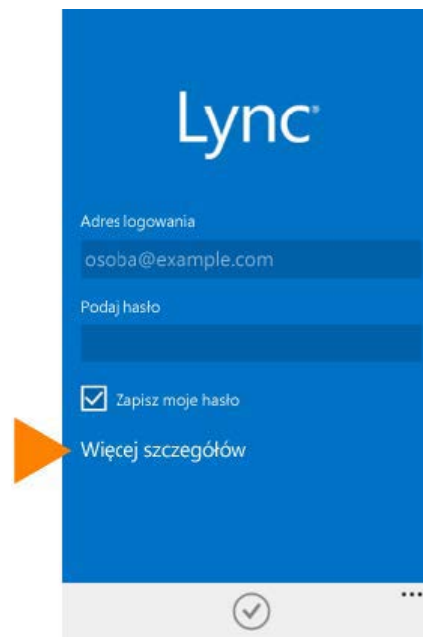 Lync®
Adres logowania
osoba@example.com
Podaj hasło
Zapisz moje hasło
Więcej szczegółów